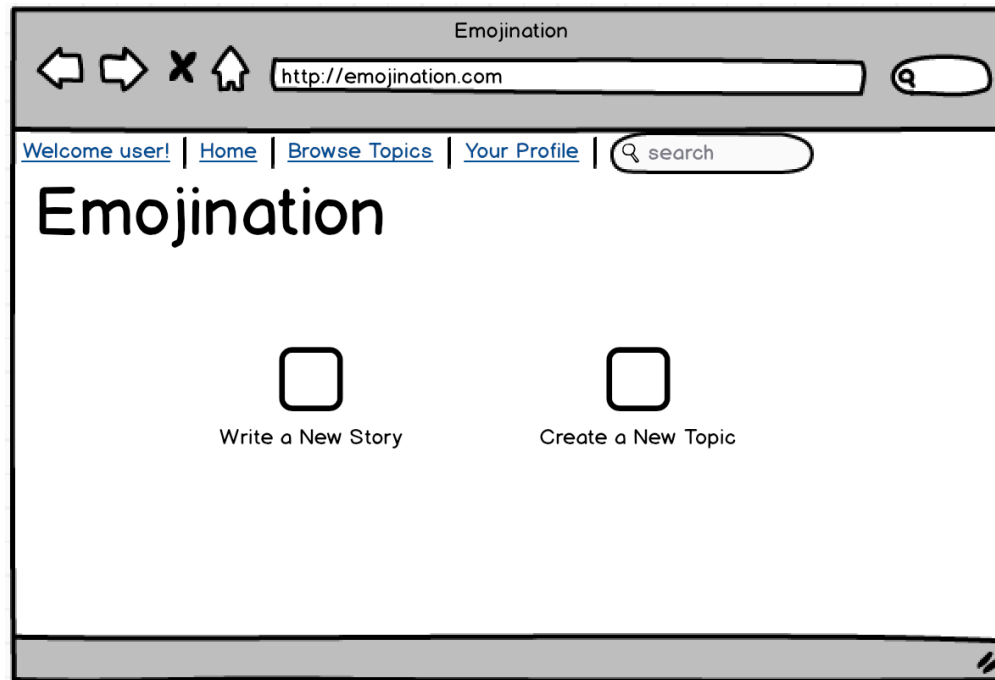 Emojination
http://emojination.com
Welcome user! | Home | Browse Topics | Your Profile | search
Emojination
Write a New Story
Create a New Topic